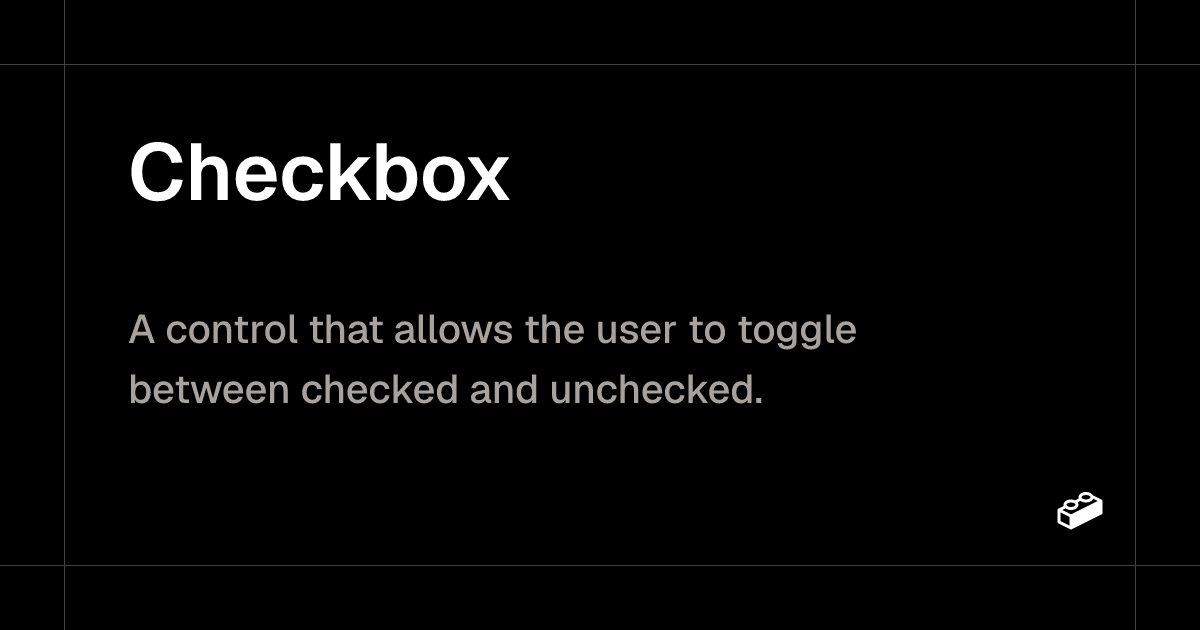 Checkbox
A control that allows the user to toggle
between checked and unchecked.